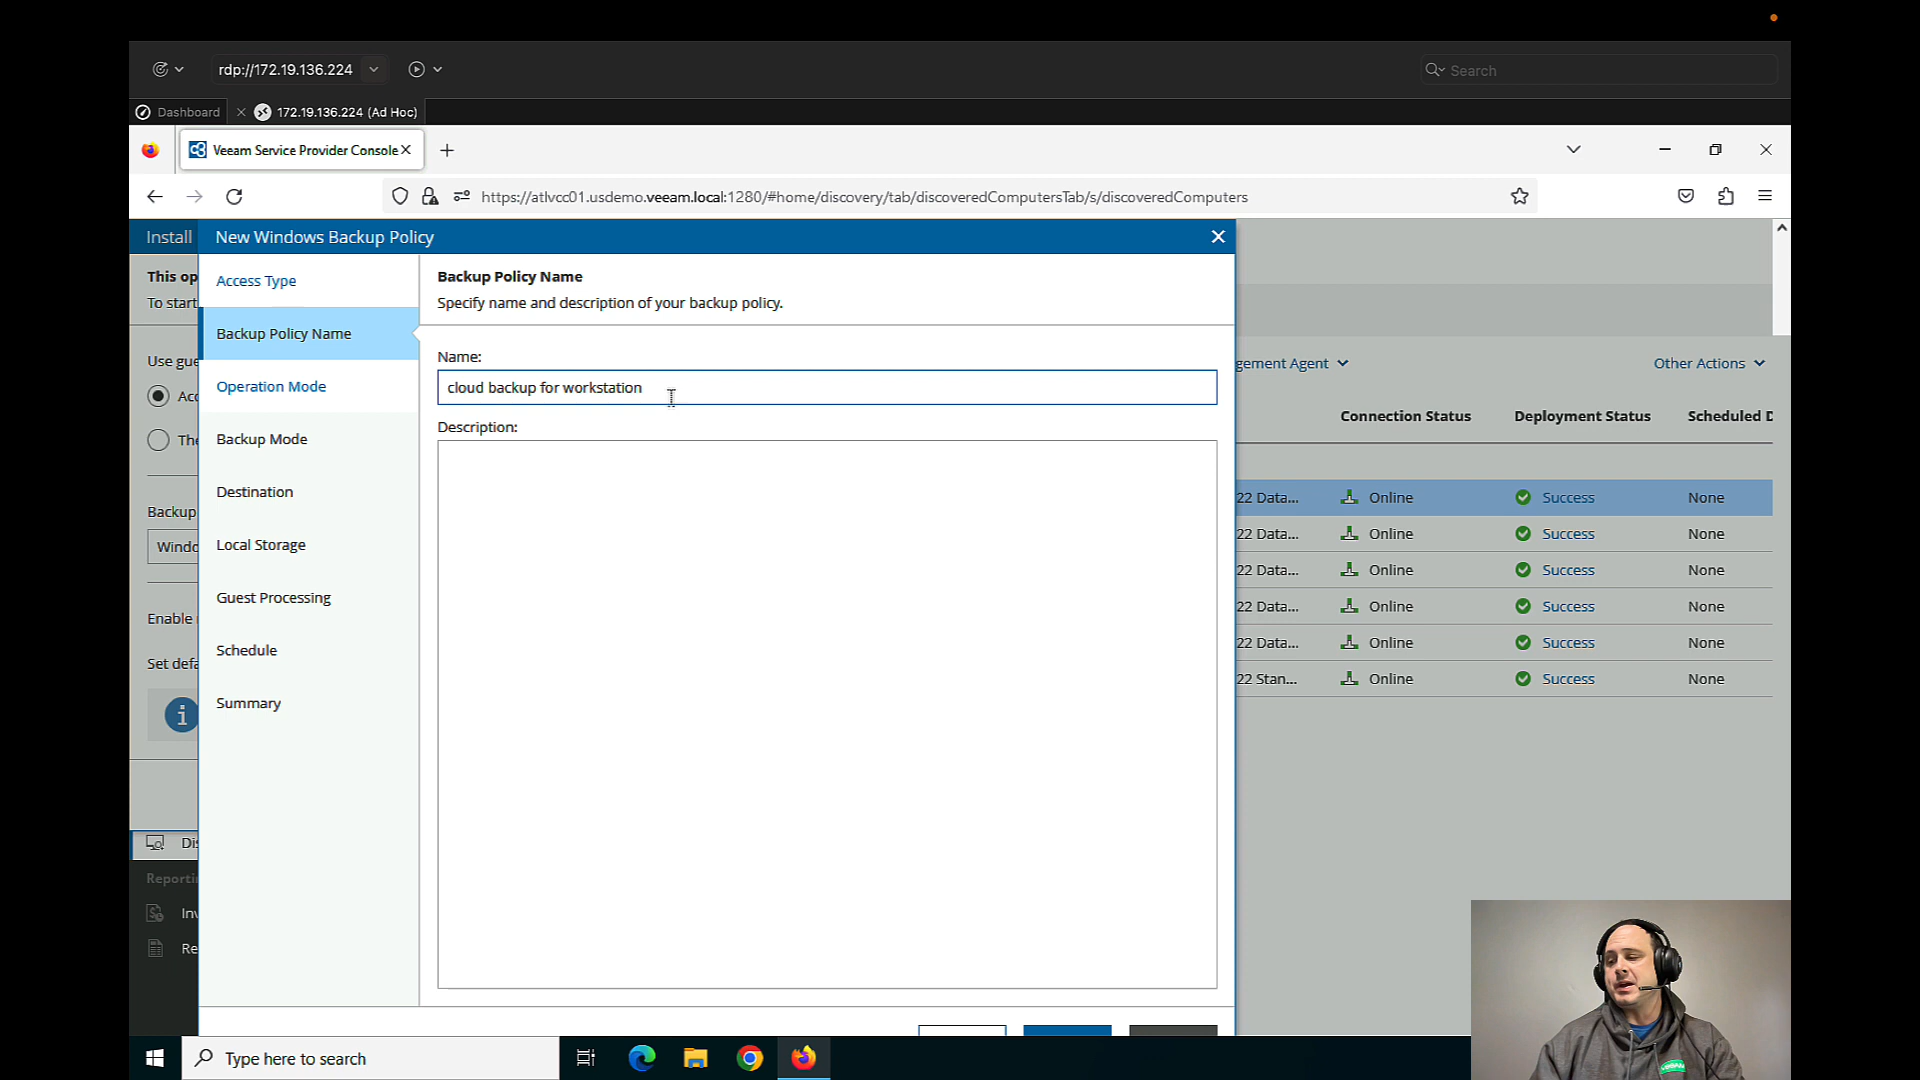 rdp://172.19.136.224
Search
Dashboard
172.19.136.224 (Ad Hoc)
Veeam Service Provider Console
https://atlvcc01.usdemo.veeam.local:1280/#home/discovery/tab/discoveredComputersTab/s/discoveredComputers
Install
New Windows Backup Policy
This op
To start
Access Type
Backup Policy Name
Specify name and description of your backup policy.
Backup Policy Name
Use gue
Name:
gement Agent
Other Actions
Operation Mode
cloud backup for workstation
Acc
Connection Status
Deployment Status
Scheduled D
Description:
Backup Mode
The
Destination
22 Data...
Online
Success
None
Backup
22 Data...
Online
Success
None
Local Storage
Windo
22 Data...
Online
Success
None
Guest Processing
22 Data...
Online
Success
None
Enable
22 Data...
Online
Success
None
Schedule
Set defa
22 Stan...
Online
Success
None
Summary
Dis
Reporti
Inv
Re
Type here to search